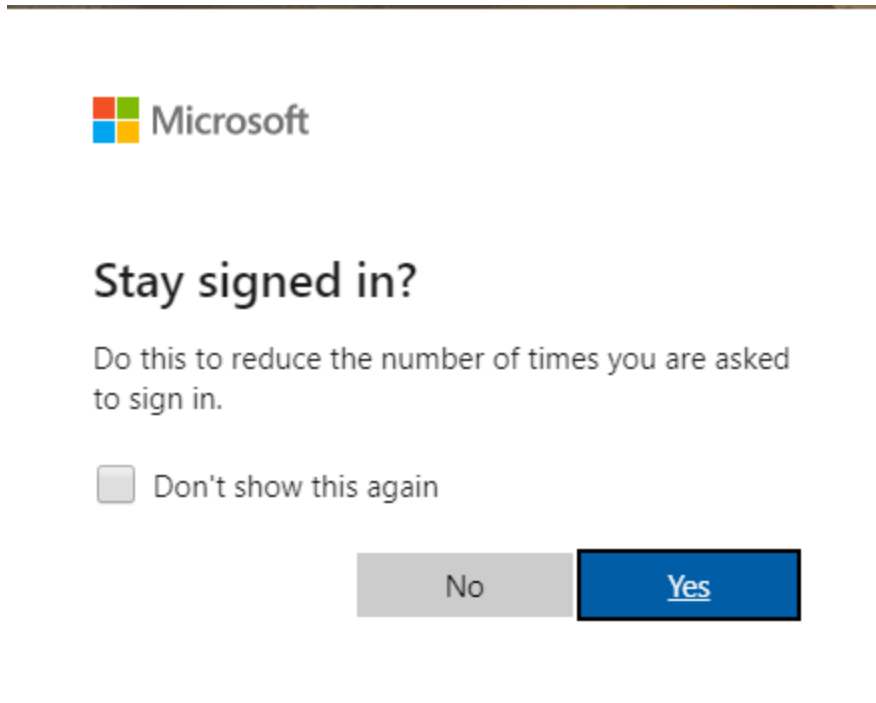 Microsoft
Stay signed in?
Do this to reduce the number of times you are asked
to sign in.
Don't show this again
No
Yes